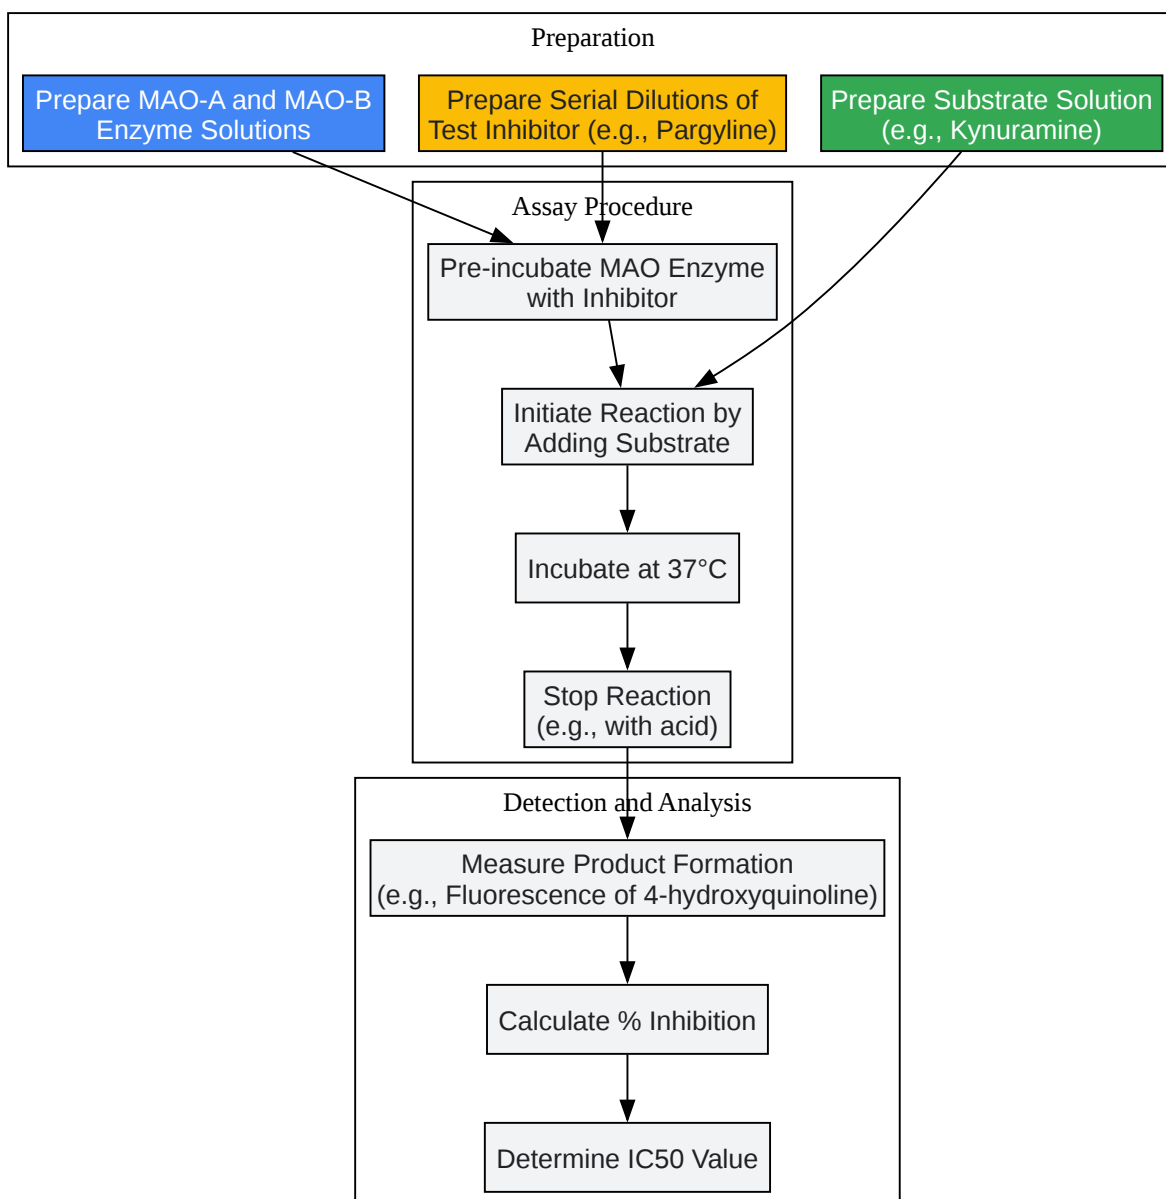 Preparation
Prepare MAO-A and MAO-B
Enzyme Solutions
Prepare Serial Dilutions of
Test Inhibitor (e.g., Pargyline)
Prepare Substrate Solution
(e.g., Kynuramine)
Assay Procedure
Pre-incubate MAO Enzyme
with Inhibitor
Initiate Reaction by
Adding Substrate
Incubate at 37°C
Stop Reaction
(e.g., with acid)
Detection and Analysis
Measure Product Formation
(e.g., Fluorescence of 4-hydroxyquinoline)
Calculate % Inhibition
Determine IC50 Value